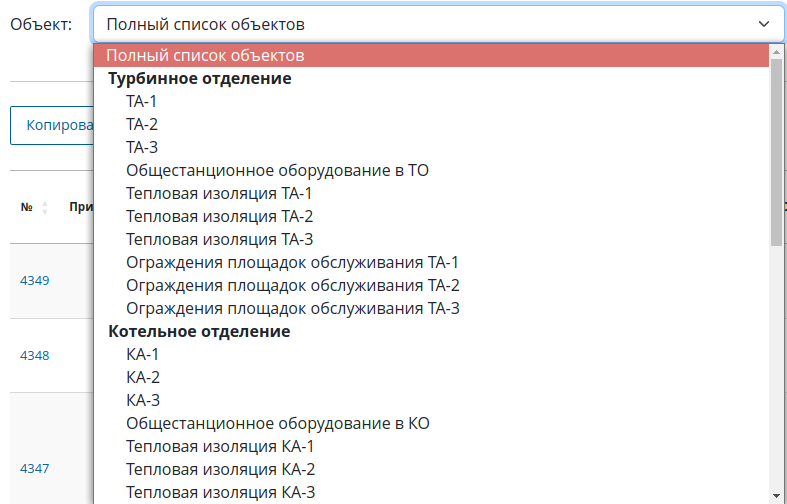 Объект:
Полный список объектов
Полный список объектов
Турбинное отделение
ТА-1
ТА-2
ТА-3
Общестанционное оборудование в ТО
Тепловая изоляция ТА-1
Тепловая изоляция ТА-2
Тепловая изоляция ТА-3
Ограждения площадок обслуживания ТА-1
Ограждения площадок обслуживания ТА-2
Ограждения площадок обслуживания ТА-3
Котельное отделение
КА-1
КА-2
КА-3
Общестанционное оборудование в КО
Тепловая изоляция КА-1
Тепловая изоляция КА-2
Тепловая изоляция КА-3
Копирова
№ При
4349
4348
4347